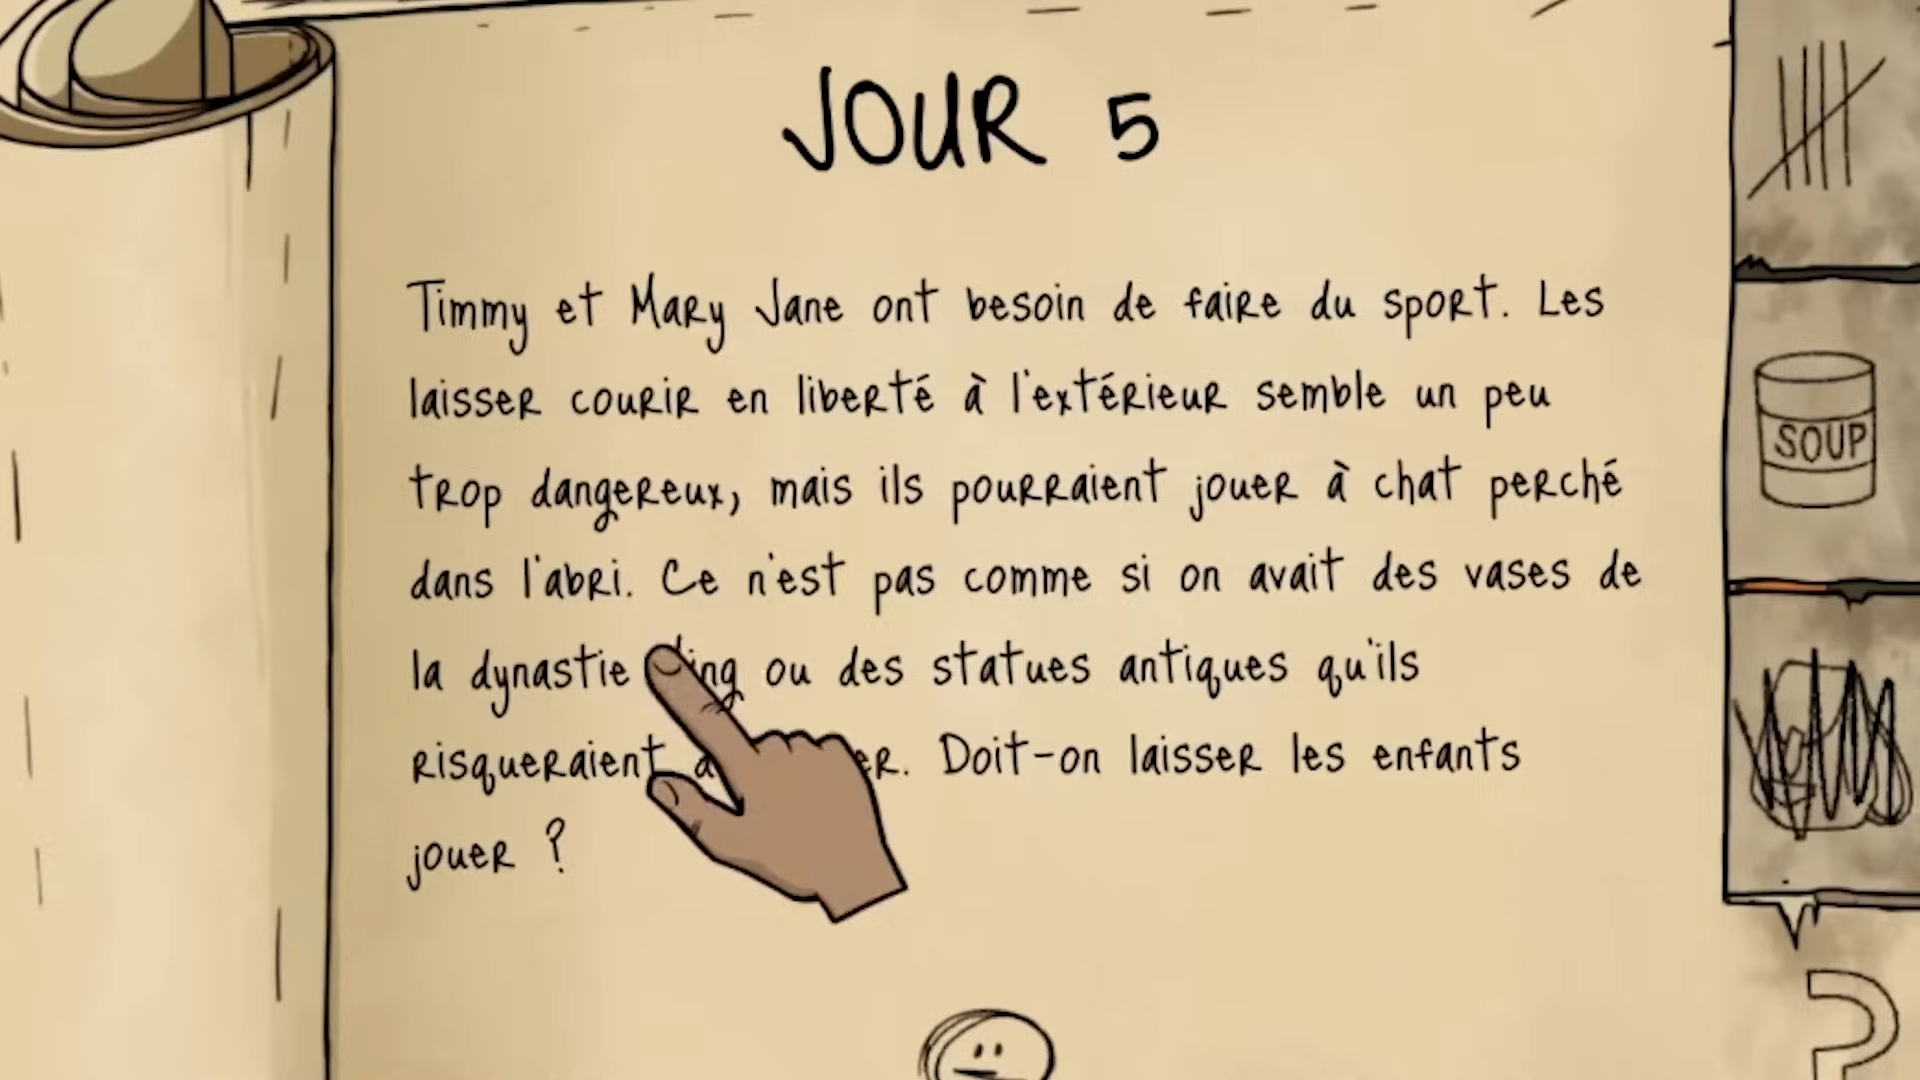 JOUR 5
Timmy et Mary Jane ont besoin de faire du sport. Les
laisser courir en liberté à l'extérieur semble un peu
trop dangereux, mais ils pourraient jouer à chat perché
dans l'abri. Ce n'est pas comme si on avait des vases de
la dynastie ou des statues antiques qu'ils
risqueraient Doit-on laisser les enfants
jouer ?
SOUP
?